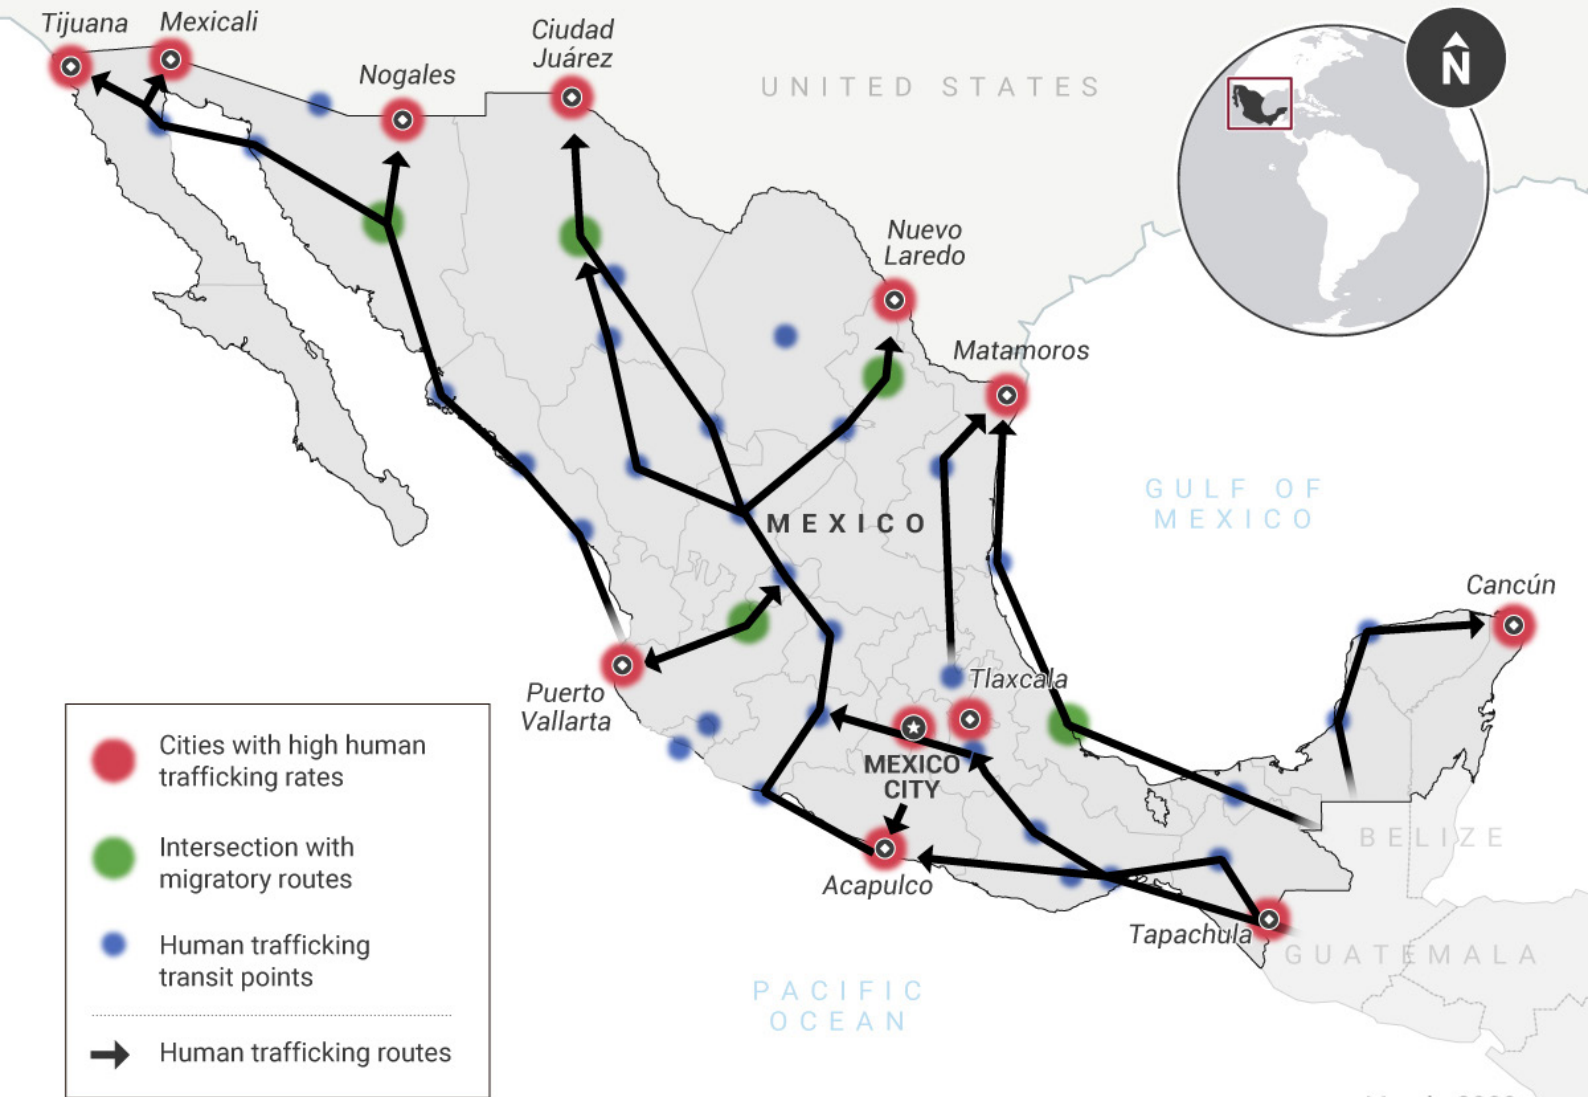 Tijuana
Mexicali
Nogales
Ciudad
Juárez
UNITED STATES
N
Nuevo
Laredo
Matamoros
GULF OF
MEXICO
MEXICO
Cancún
Puerto
Vallarta
Tlaxcala
MEXICO
CITY
Acapulco
Tapachula
BELIZE
GUATEMALA
PACIFIC
OCEAN
Cities with high human
trafficking rates
Intersection with
migratory routes
Human trafficking
transit points
Human trafficking routes